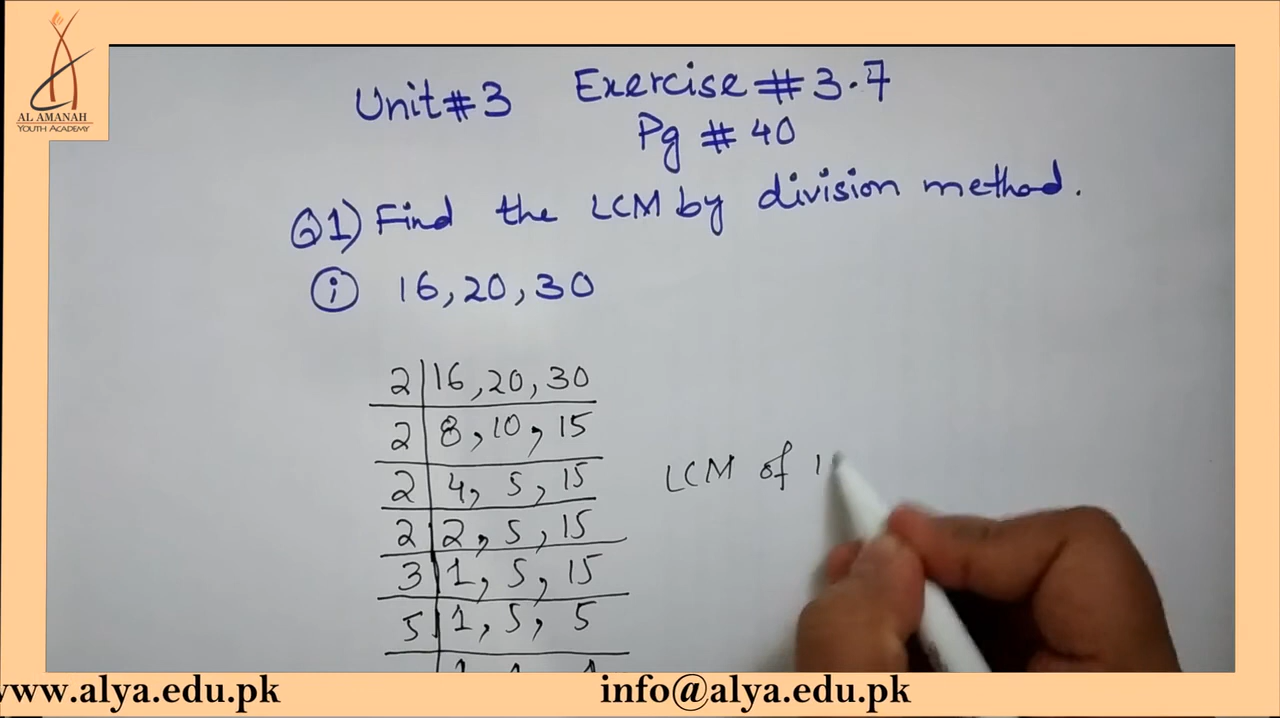 AL AMANAH
YOUTH ACADEMY
Unit#3 Exercise #3.7
Pg # 40
Q1) Find the LCM by division method.
i 16, 20, 30
2 16, 20, 30
2 8, 10, 15
2 4, 5, 15
2 2, 5, 15
LCM of 1
3 1, 5, 15
5 1, 5, 5
www.alya.edu.pk info@alya.edu.pk